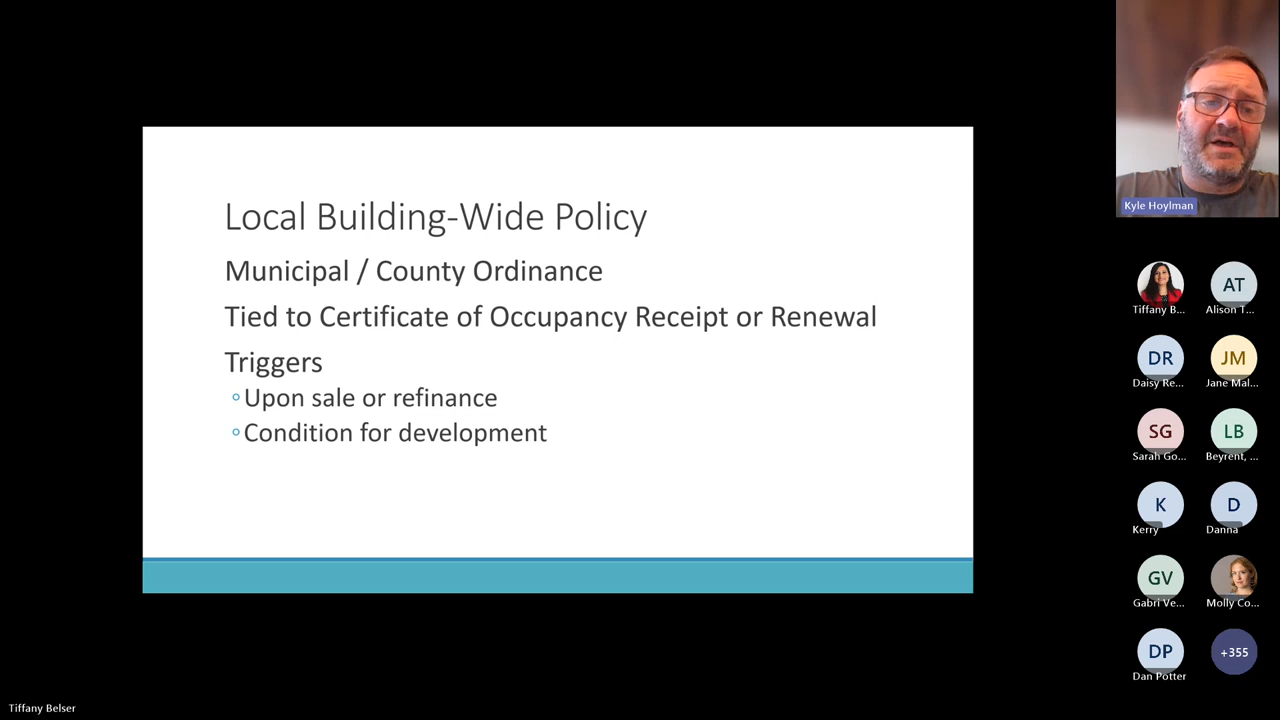 Local Building-Wide Policy
Municipal / County Ordinance
Tied to Certificate of Occupancy Receipt or Renewal
Triggers
Upon sale or refinance
Condition for development
Kyle Hoylman
Tiffany B...
AT
Alison T...
DR
Daisy Re...
JM
Jane Mal...
SG
Sarah Go...
LB
Beyrent, ...
K
Kerry
D
Danna
GV
Gabri Ve...
Molly Co...
DP
Dan Potter
+355
Tiffany Belser